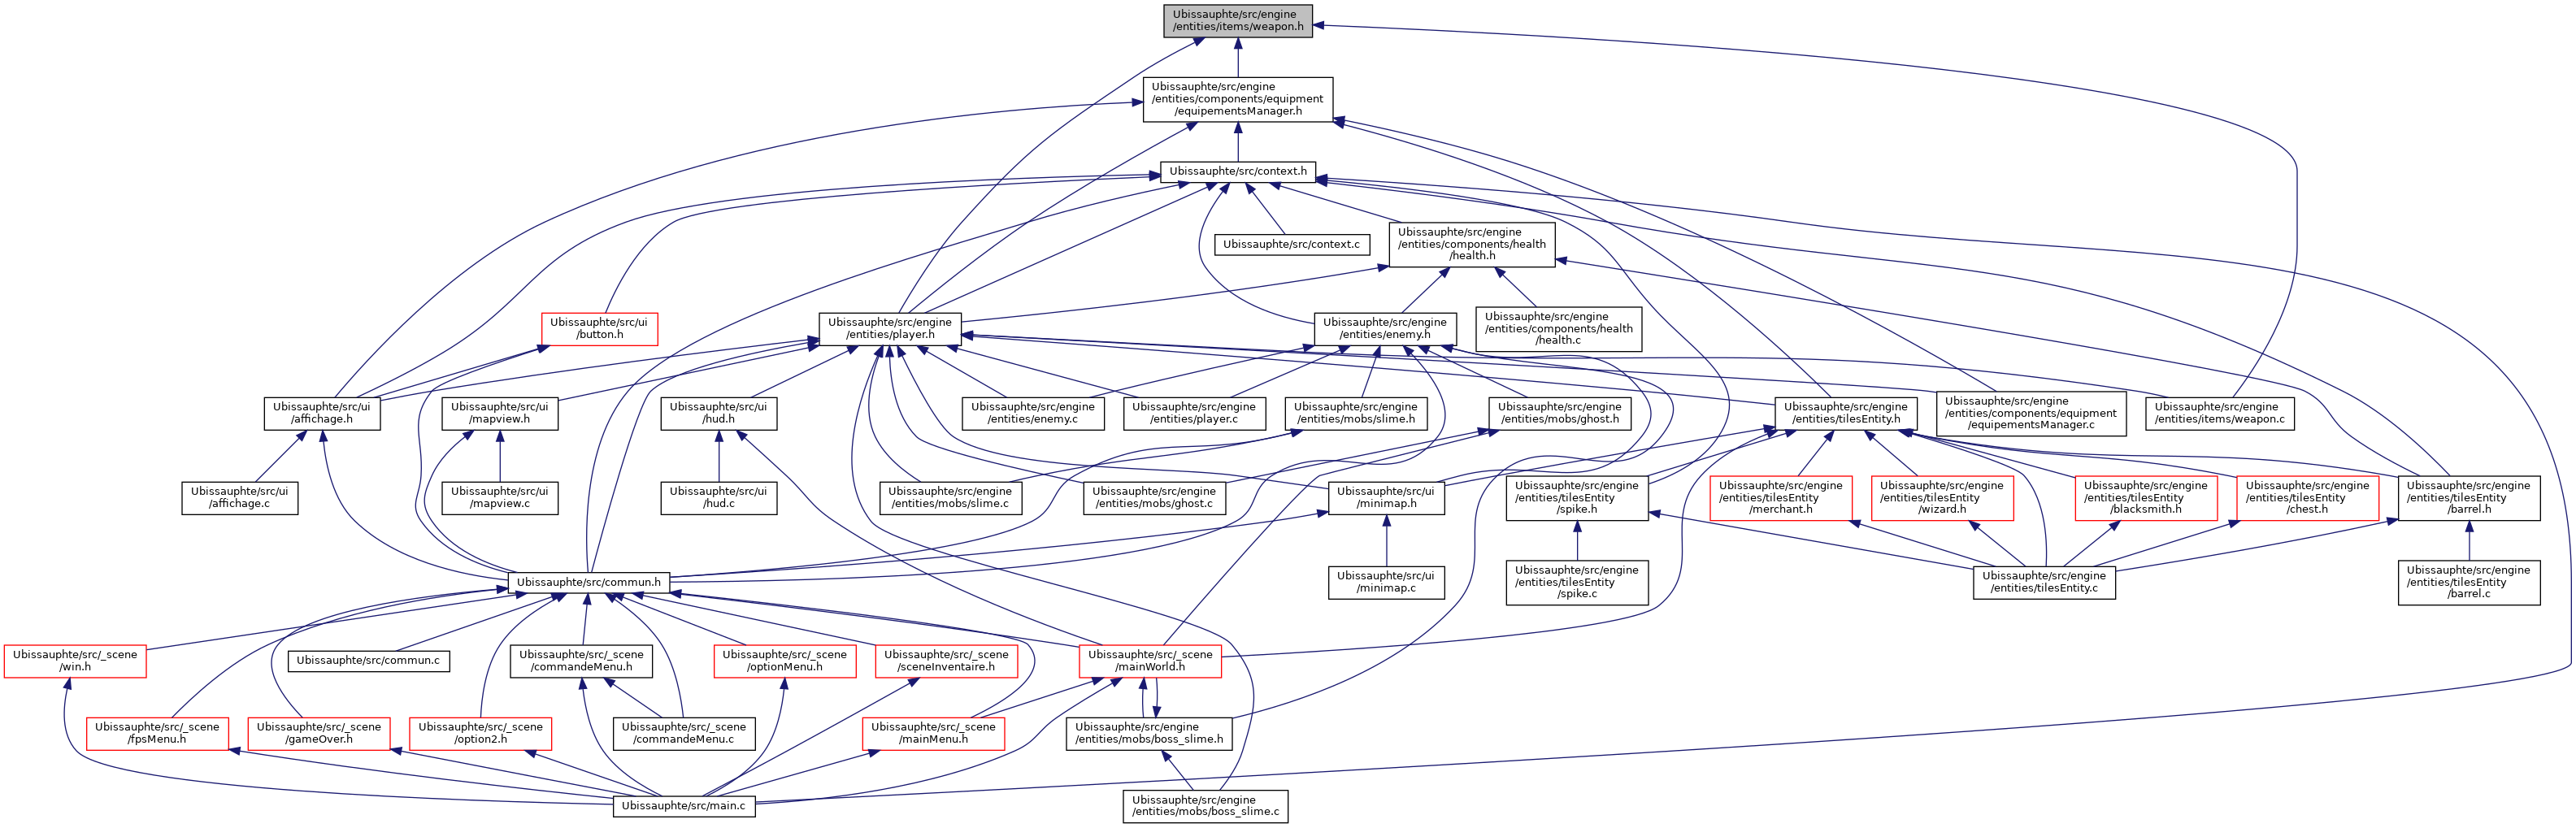 Ubissauphte/src/engine
/entities/items/weapon.h
Ubissauphte/src/engine
/entities/components/equipment
/equipementsManager.h
Ubissauphte/src/context.h
Ubissauphte/src/context.c
Ubissauphte/src/engine
/entities/components/health
/health.h
Ubissauphte/src/ui
/button.h
Ubissauphte/src/engine
/entities/player.h
Ubissauphte/src/engine
/entities/enemy.h
Ubissauphte/src/engine
/entities/components/health
/health.c
Ubissauphte/src/ui
/affichage.h
Ubissauphte/src/ui
/mapview.h
Ubissauphte/src/ui
/hud.h
Ubissauphte/src/engine
/entities/enemy.c
Ubissauphte/src/engine
/entities/player.c
Ubissauphte/src/engine
/entities/mobs/slime.h
Ubissauphte/src/engine
/entities/mobs/ghost.h
Ubissauphte/src/engine
/entities/tilesEntity.h
Ubissauphte/src/engine
/entities/components/equipment
/equipementsManager.c
Ubissauphte/src/engine
/entities/items/weapon.c
Ubissauphte/src/ui
/affichage.c
Ubissauphte/src/ui
/mapview.c
Ubissauphte/src/ui
/hud.c
Ubissauphte/src/engine
/entities/mobs/slime.c
Ubissauphte/src/engine
/entities/mobs/ghost.c
Ubissauphte/src/ui
/minimap.h
Ubissauphte/src/engine
/entities/tilesEntity
/spike.h
Ubissauphte/src/engine
/entities/tilesEntity
/merchant.h
Ubissauphte/src/engine
/entities/tilesEntity
/wizard.h
Ubissauphte/src/engine
/entities/tilesEntity
/blacksmith.h
Ubissauphte/src/engine
/entities/tilesEntity
/chest.h
Ubissauphte/src/engine
/entities/tilesEntity
/barrel.h
Ubissauphte/src/commun.h
Ubissauphte/src/ui
/minimap.c
Ubissauphte/src/engine
/entities/tilesEntity
/spike.c
Ubissauphte/src/engine
/entities/tilesEntity.c
Ubissauphte/src/engine
/entities/tilesEntity
/barrel.c
Ubissauphte/src/_scene
/win.h
Ubissauphte/src/commun.c
Ubissauphte/src/_scene
/commandeMenu.h
Ubissauphte/src/_scene
/optionMenu.h
Ubissauphte/src/_scene
/sceneInventaire.h
Ubissauphte/src/_scene
/mainWorld.h
Ubissauphte/src/_scene
/fpsMenu.h
Ubissauphte/src/_scene
/gameOver.h
Ubissauphte/src/_scene
/option2.h
Ubissauphte/src/_scene
/commandeMenu.c
Ubissauphte/src/_scene
/mainMenu.h
Ubissauphte/src/engine
/entities/mobs/boss_slime.h
Ubissauphte/src/main.c
Ubissauphte/src/engine
/entities/mobs/boss_slime.c